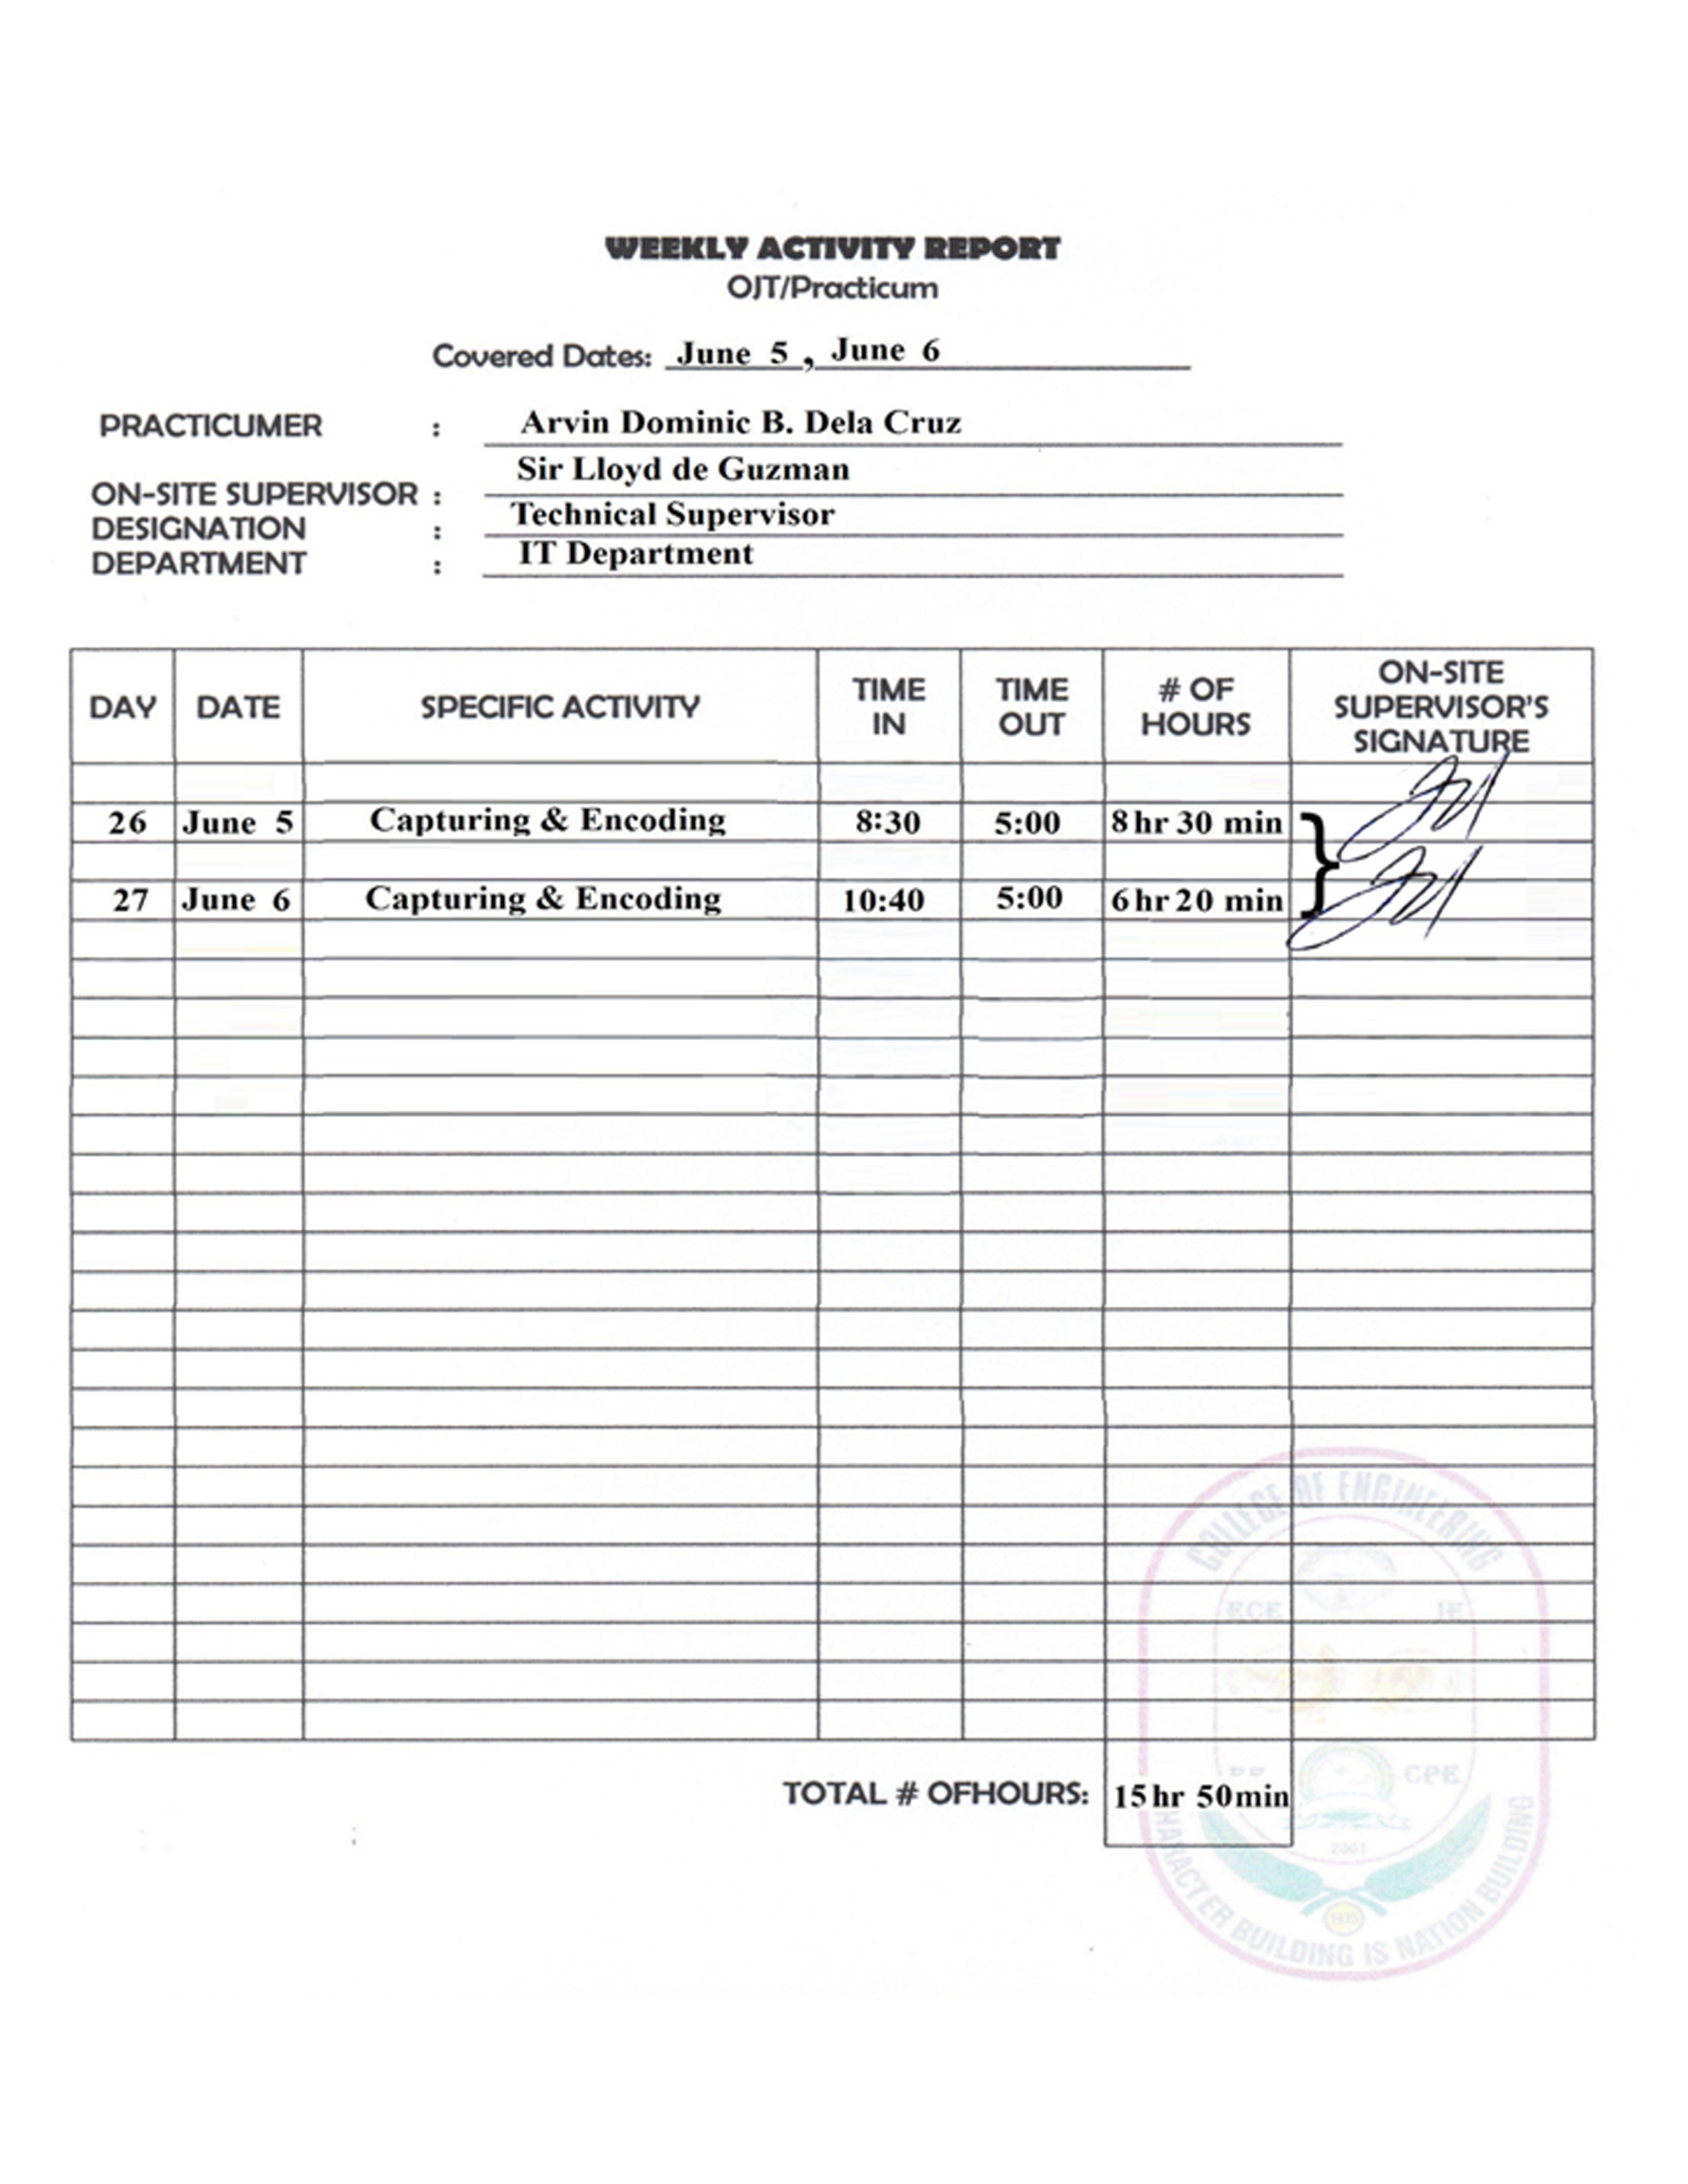 WEEKLY ACTIVITY REPORT
OJT/Practicum
Covered Dates: June 5 , June 6
PRACTICUMER : Arvin Dominic B. Dela Cruz
ON-SITE SUPERVISOR : Sir Lloyd de Guzman
DESIGNATION : Technical Supervisor
DEPARTMENT : IT Department
DAY DATE SPECIFIC ACTIVITY TIME IN TIME OUT # OF HOURS ON-SITE SUPERVISOR'S SIGNATURE
26 June 5 Capturing & Encoding 8:30 5:00 8 hr 30 min
27 June 6 Capturing & Encoding 10:40 5:00 6 hr 20 min
COLLEGE OF ENGINEERING
ECE IE
CPE
TOTAL # OFHOURS: 15 hr 50min
2001
HARACTER BUILDING IS NATION BUILDING